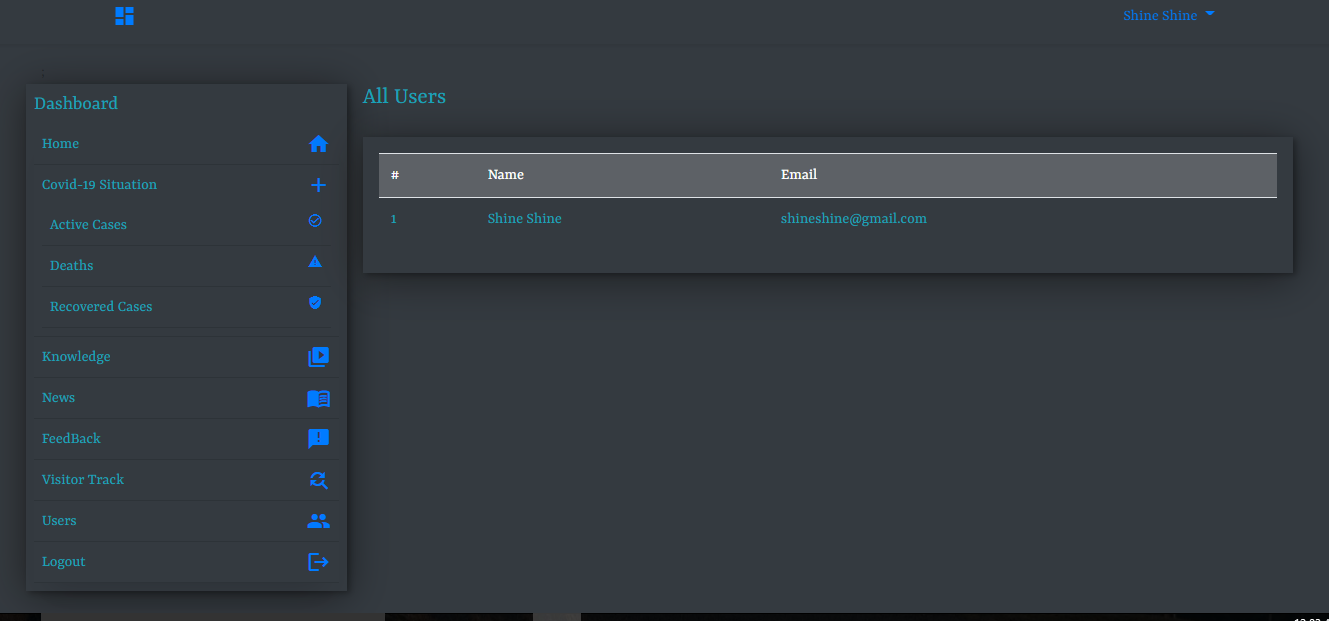 Shine Shine
Dashboard
Home
Covid-19 Situation
Active Cases
Deaths
Recovered Cases
Knowledge
News
FeedBack
Visitor Track
Users
Logout
All Users
# Name Email
1 Shine Shine shineshine@gmail.com